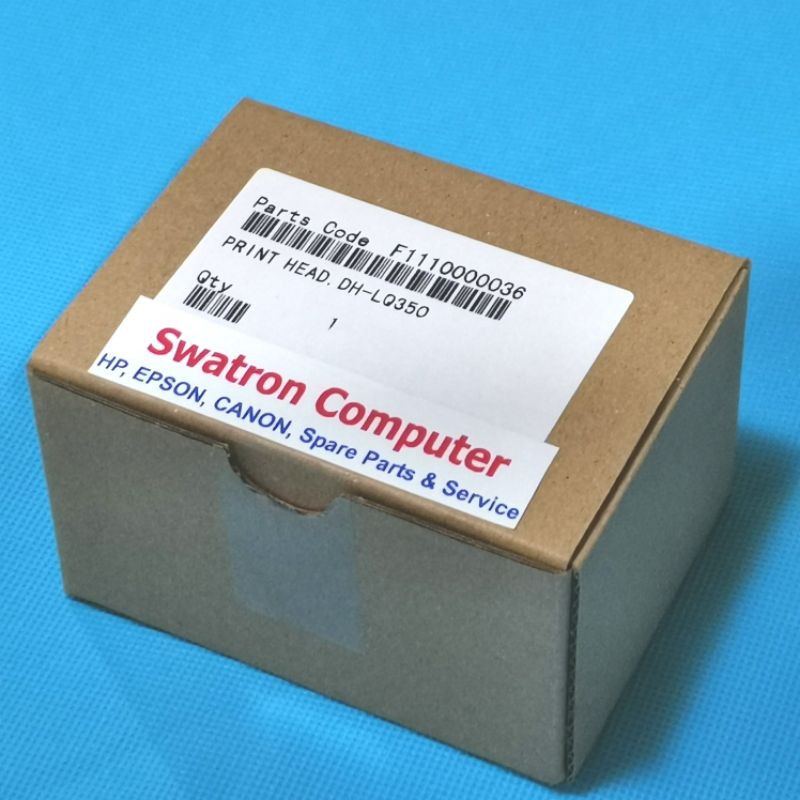 Parts Code F1110000036
PRINT HEAD.DH-LQ350
Qty
1
Swatron Computer
HP, EPSON, CANON, Spare Parts & Service